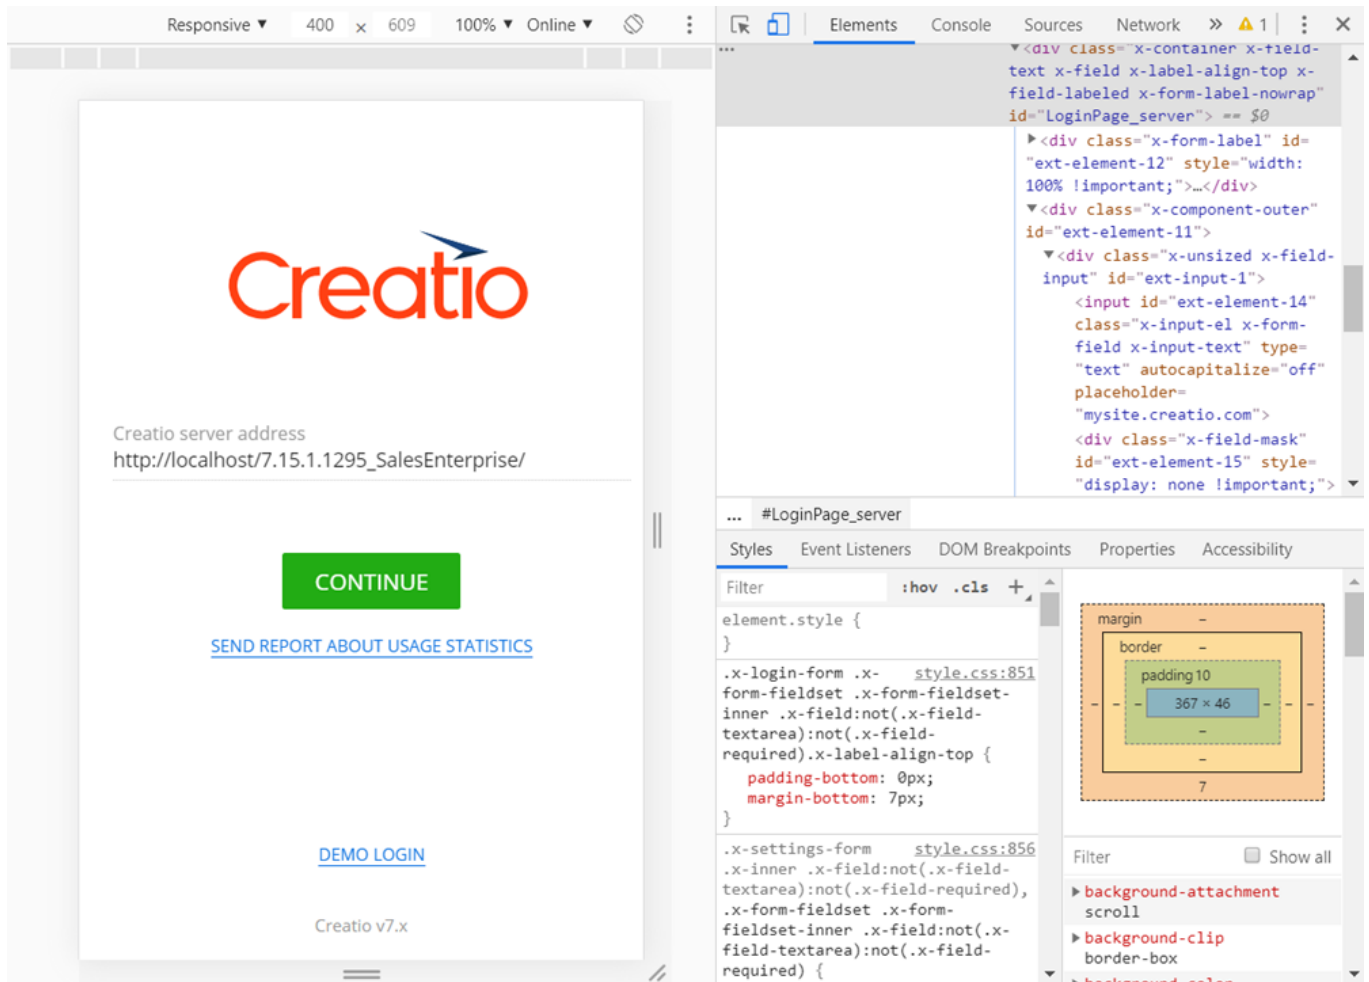 Responsive ▼ 400 x 609 100% ▼ Online ▼
Creatio
Creatio server address
http://localhost/7.15.1.1295_SalesEnterprise/
CONTINUE
SEND REPORT ABOUT USAGE STATISTICS
DEMO LOGIN
Creatio v7.x
Elements Console Sources Network » 1
...
▼<div class="x-container x-field-
text x-field x-label-align-top x-
field-labeled x-form-label-nowrap"
id="LoginPage_server"> == $0
▶<div class="x-form-label" id=
"ext-element-12" style="width:
100% !important;">…</div>
▼<div class="x-component-outer"
id="ext-element-11">
▼<div class="x-unsized x-field-
input" id="ext-input-1">
<input id="ext-element-14"
class="x-input-el x-form-
field x-input-text" type=
"text" autocapitalize="off"
placeholder=
"mysite.creatio.com">
<div class="x-field-mask"
id="ext-element-15" style=
"display: none !important;">
... #LoginPage_server
Styles Event Listeners DOM Breakpoints Properties Accessibility
Filter :hov .cls +
element.style {
}
.x-login-form .x- style.css:851
form-fieldset .x-form-fieldset-
inner .x-field:not(.x-field-
textarea):not(.x-field-
required).x-label-align-top {
padding-bottom: 0px;
margin-bottom: 7px;
}
.x-settings-form style.css:856
.x-inner .x-field:not(.x-field-
textarea):not(.x-field-required),
.x-form-fieldset .x-form-
fieldset-inner .x-field:not(.x-
field-textarea):not(.x-field-
required) {
margin –
border –
padding 10
– – – 367 × 46 – – –
–
–
7
Filter Show all
▶background-attachment
scroll
▶background-clip
border-box
▶background-color